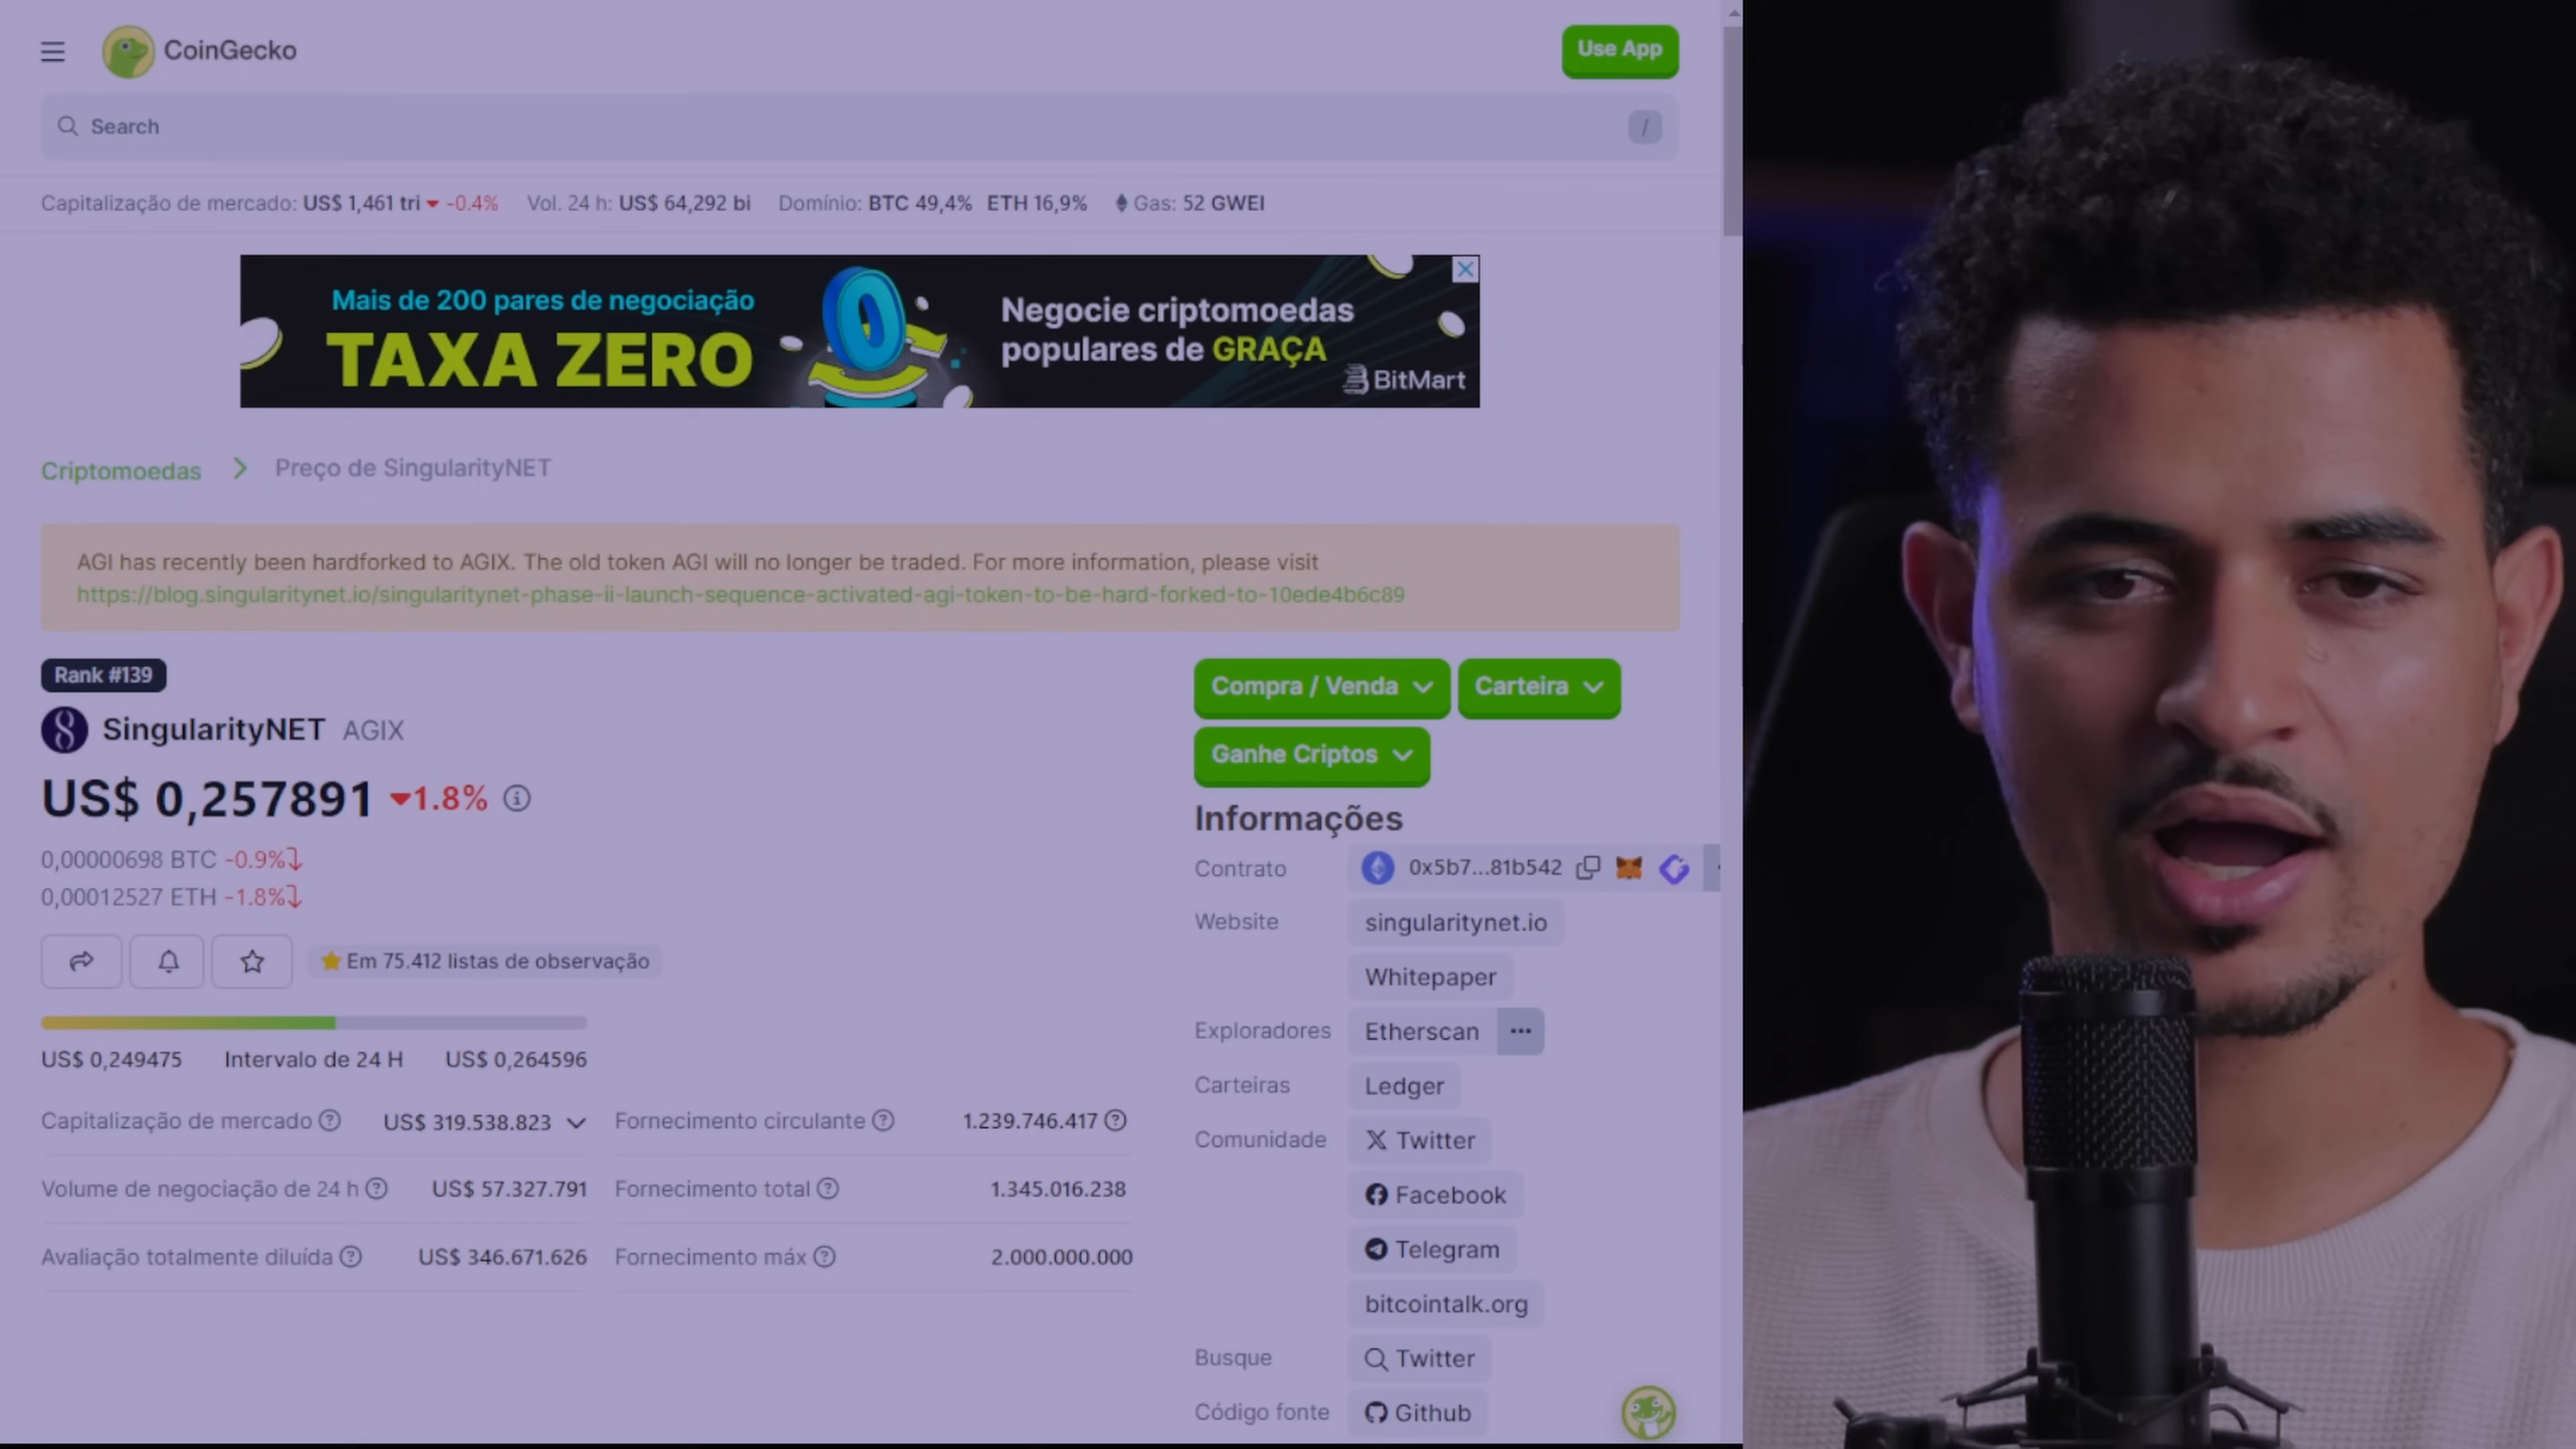 CoinGecko
Use App
Search
/
Capitalização de mercado: US$ 1,461 tri -0.4% Vol. 24 h: US$ 64,292 bi Domínio: BTC 49,4% ETH 16,9% Gas: 52 GWEI
Mais de 200 pares de negociação
TAXA ZERO
0
Negocie criptomoedas
populares de GRAÇA
BitMart
Criptomoedas Preço de SingularityNET
AGI has recently been hardforked to AGIX. The old token AGI will no longer be traded. For more information, please visit
https://blog.singularitynet.io/singularitynet-phase-ii-launch-sequence-activated-agi-token-to-be-hard-forked-to-10ede4b6c89
Rank #139
SingularityNET AGIX
US$ 0,257891 1.8%
0,00000698 BTC -0.9%
0,00012527 ETH -1.8%
Em 75.412 listas de observação
US$ 0,249475 Intervalo de 24 H US$ 0,264596
Capitalização de mercado US$ 319.538.823
Volume de negociação de 24 h US$ 57.327.791
Avaliação totalmente diluída US$ 346.671.626
Fornecimento circulante 1.239.746.417
Fornecimento total 1.345.016.238
Fornecimento máx 2.000.000.000
Compra / Venda
Carteira
Ganhe Criptos
Informações
Contrato 0x5b7...81b542
Website singularitynet.io
Whitepaper
Exploradores Etherscan
Carteiras Ledger
Comunidade Twitter
Facebook
Telegram
bitcointalk.org
Busque Twitter
Código fonte Github